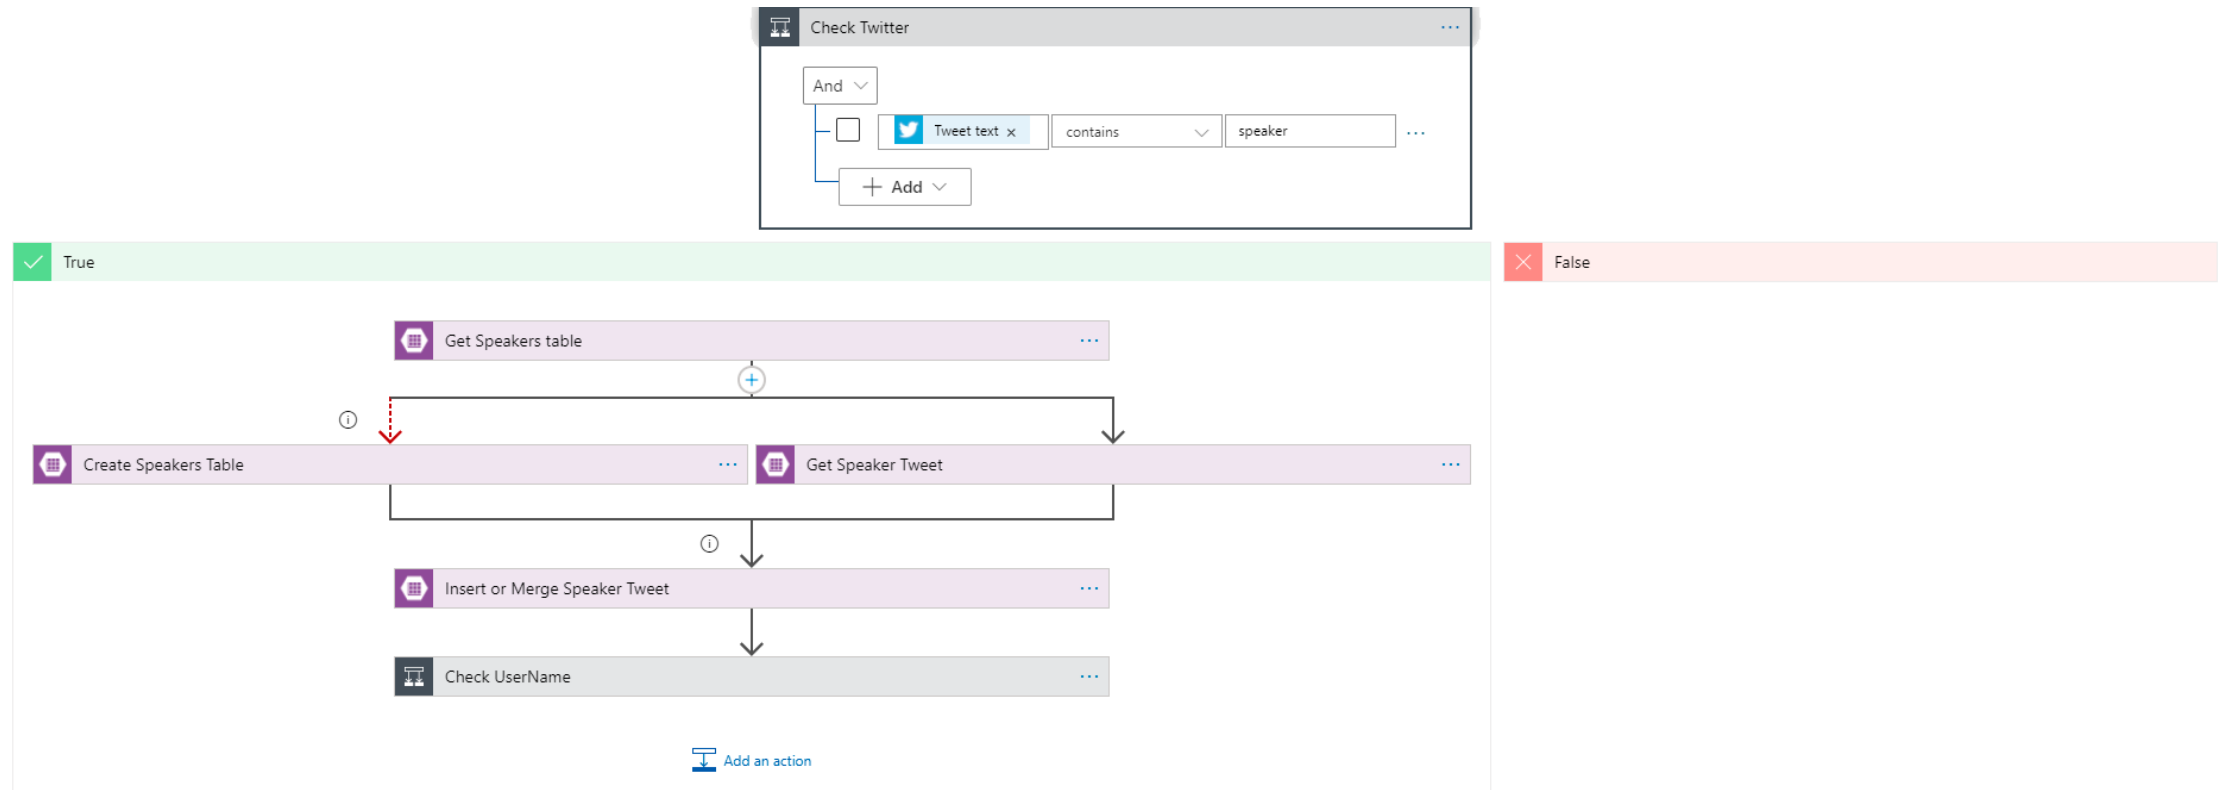 Check Twitter
And
Tweet text × contains speaker
Add
True
False
Get Speakers table
Create Speakers Table
Get Speaker Tweet
Insert or Merge Speaker Tweet
Check UserName
Add an action